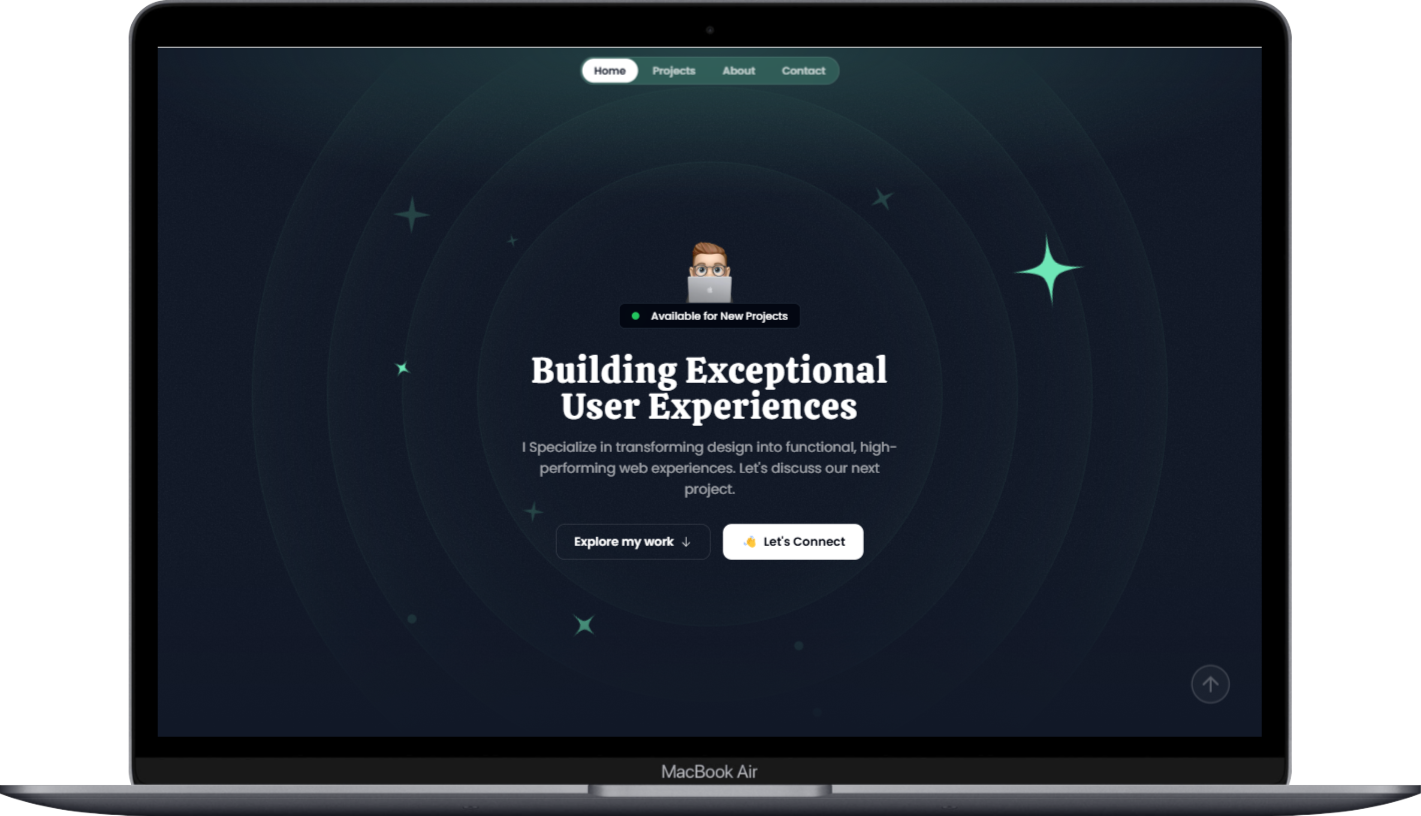 Home Projects About Contact
Available for New Projects
Building Exceptional
User Experiences
I Specialize in transforming design into functional, high-
performing web experiences. Let's discuss our next
project.
Explore my work ↓ Let's Connect
MacBook Air